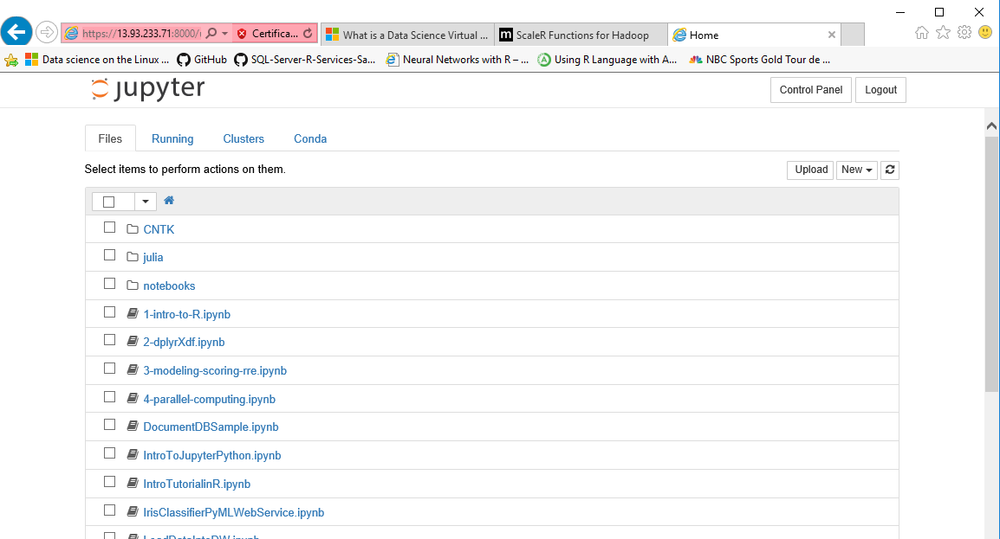 https://13.93.233.71:8000/ Certifica... What is a Data Science Virtual ... ScaleR Functions for Hadoop Home
Data science on the Linux ... GitHub SQL-Server-R-Services-Sa... Neural Networks with R – ... Using R Language with A... NBC Sports Gold Tour de ...
jupyter Control Panel Logout
Files Running Clusters Conda
Select items to perform actions on them. Upload New
CNTK
julia
notebooks
1-intro-to-R.ipynb
2-dplyrXdf.ipynb
3-modeling-scoring-rre.ipynb
4-parallel-computing.ipynb
DocumentDBSample.ipynb
IntroToJupyterPython.ipynb
IntroTutorialinR.ipynb
IrisClassifierPyMLWebService.ipynb
LoadDataIntoDW.ipynb